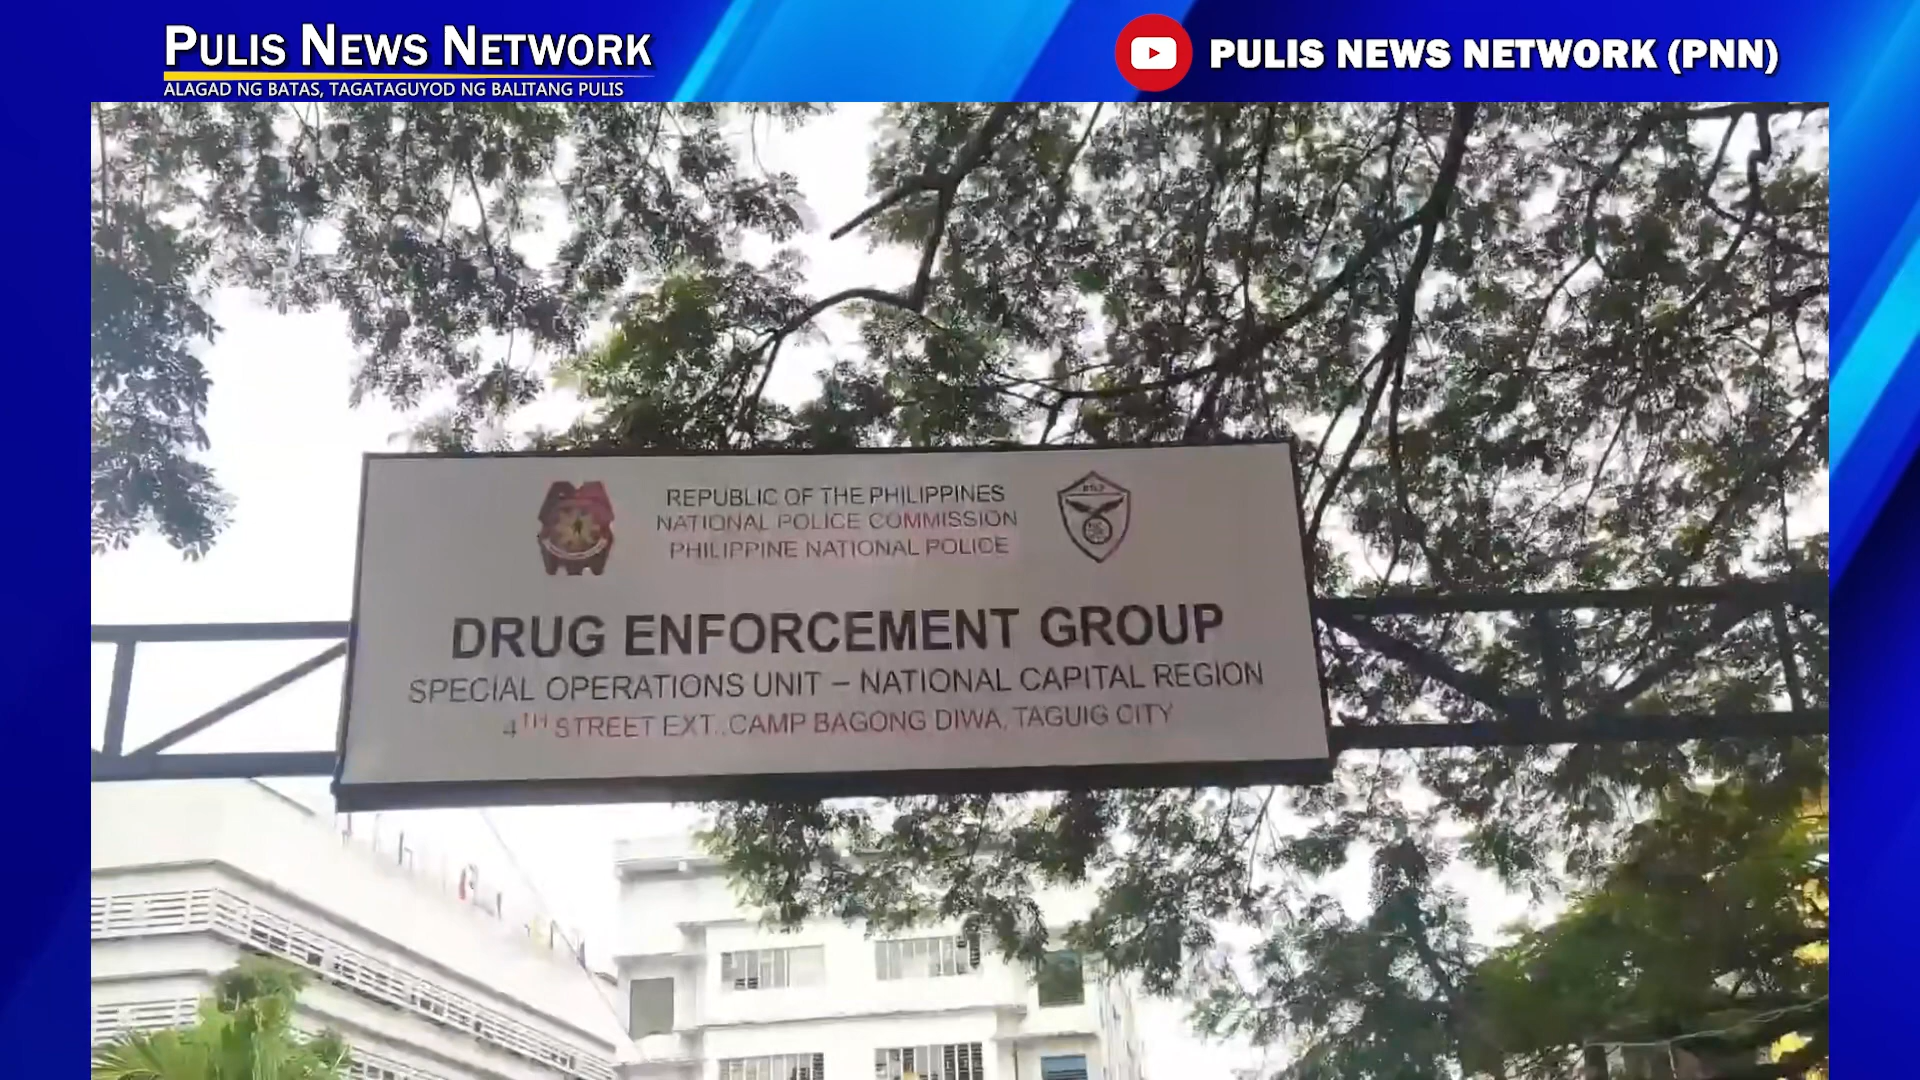 PULIS NEWS NETWORK
ALAGAD NG BATAS, TAGATAGUYOD NG BALITANG PULIS
PULIS NEWS NETWORK (PNN)
REPUBLIC OF THE PHILIPPINES
NATIONAL POLICE COMMISSION
PHILIPPINE NATIONAL POLICE
DRUG ENFORCEMENT GROUP
SPECIAL OPERATIONS UNIT – NATIONAL CAPITAL REGION
4TH STREET EXT., CAMP BAGONG DIWA, TAGUIG CITY